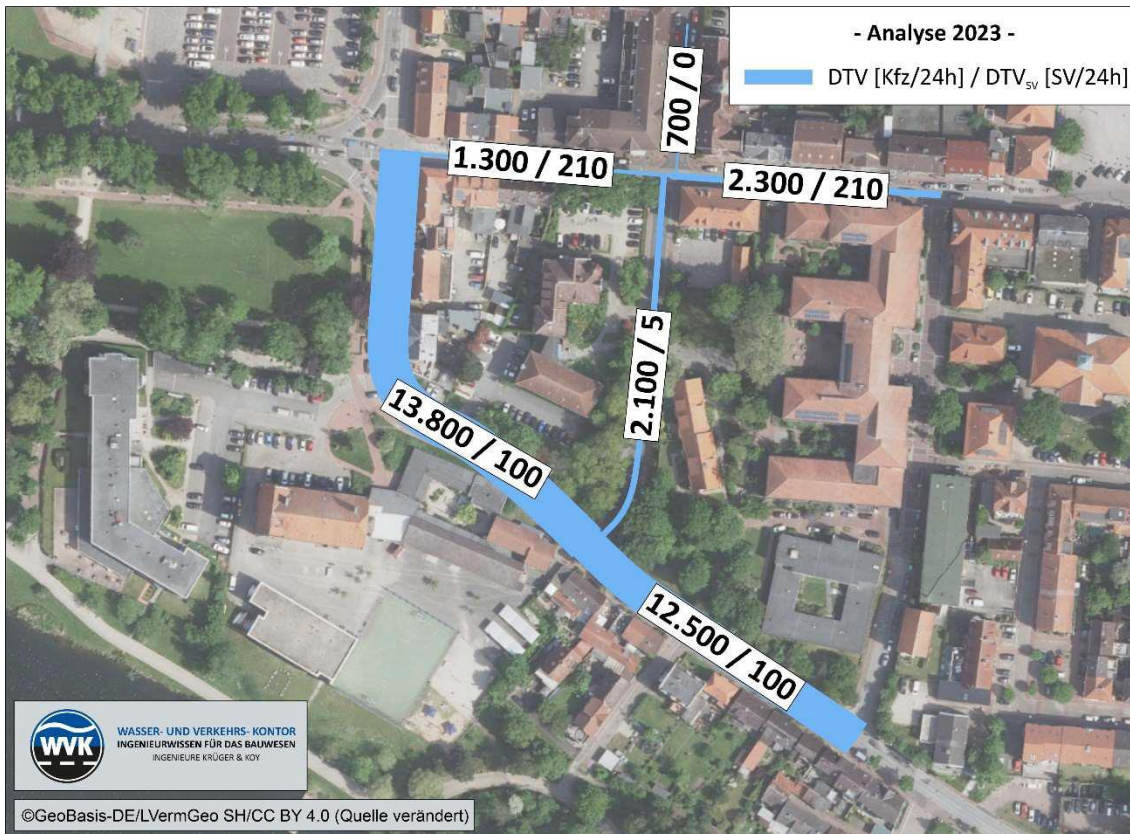 - Analyse 2023 -
DTV [Kfz/24h] / DTVSV [SV/24h]
700 / 0
1.300 / 210
2.300 / 210
2.100 / 5
13.800 / 100
12.500 / 100
WVK
WASSER- UND VERKEHRS- KONTOR
INGENIEURWISSEN FÜR DAS BAUWESEN
INGENIEURE KRÜGER & KOY
©GeoBasis-DE/LVermGeo SH/CC BY 4.0 (Quelle verändert)